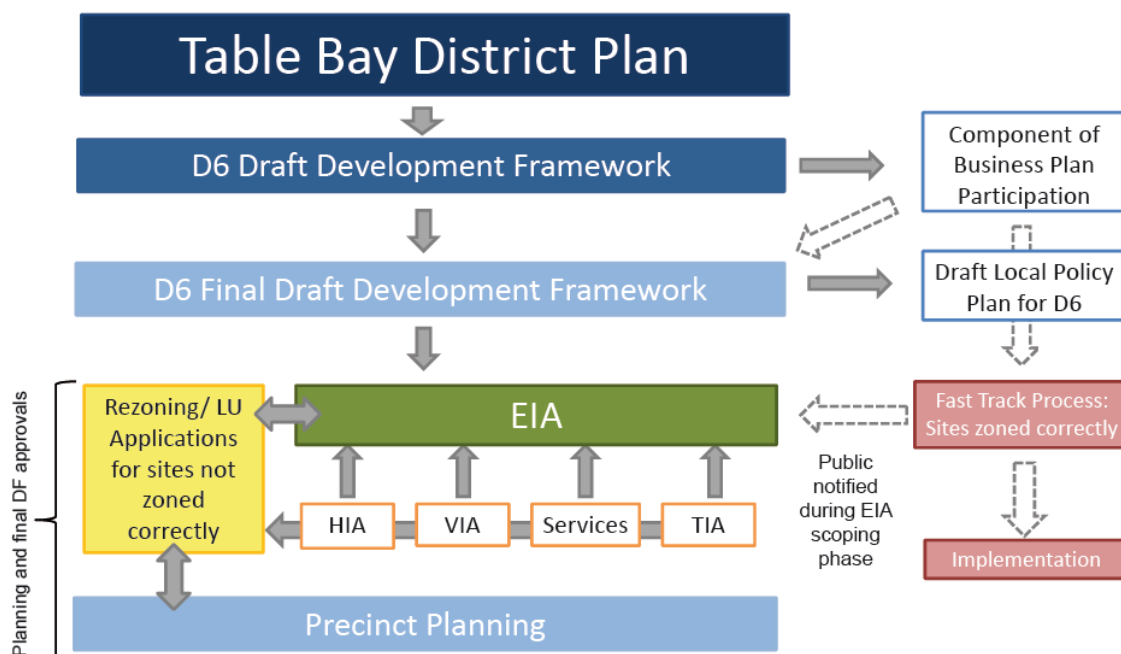 Table Bay District Plan
D6 Draft Development Framework
Component of
Business Plan
Participation
D6 Final Draft Development Framework
Draft Local Policy
Plan for D6
Planning and final DF approvals
Rezoning/ LU
Applications
for sites not
zoned
correctly
EIA
Fast Track Process:
Sites zoned correctly
HIA
VIA
Services
TIA
Public
notified
during EIA
scoping
phase
Implementation
Precinct Planning